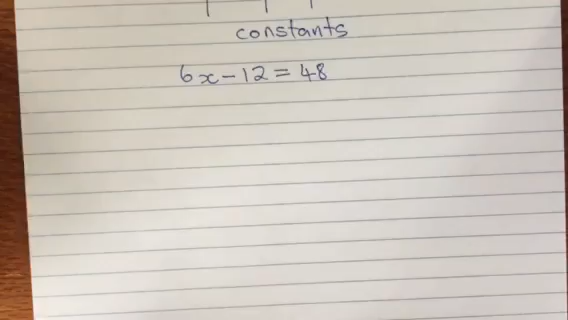 constants
6x - 12 = 48